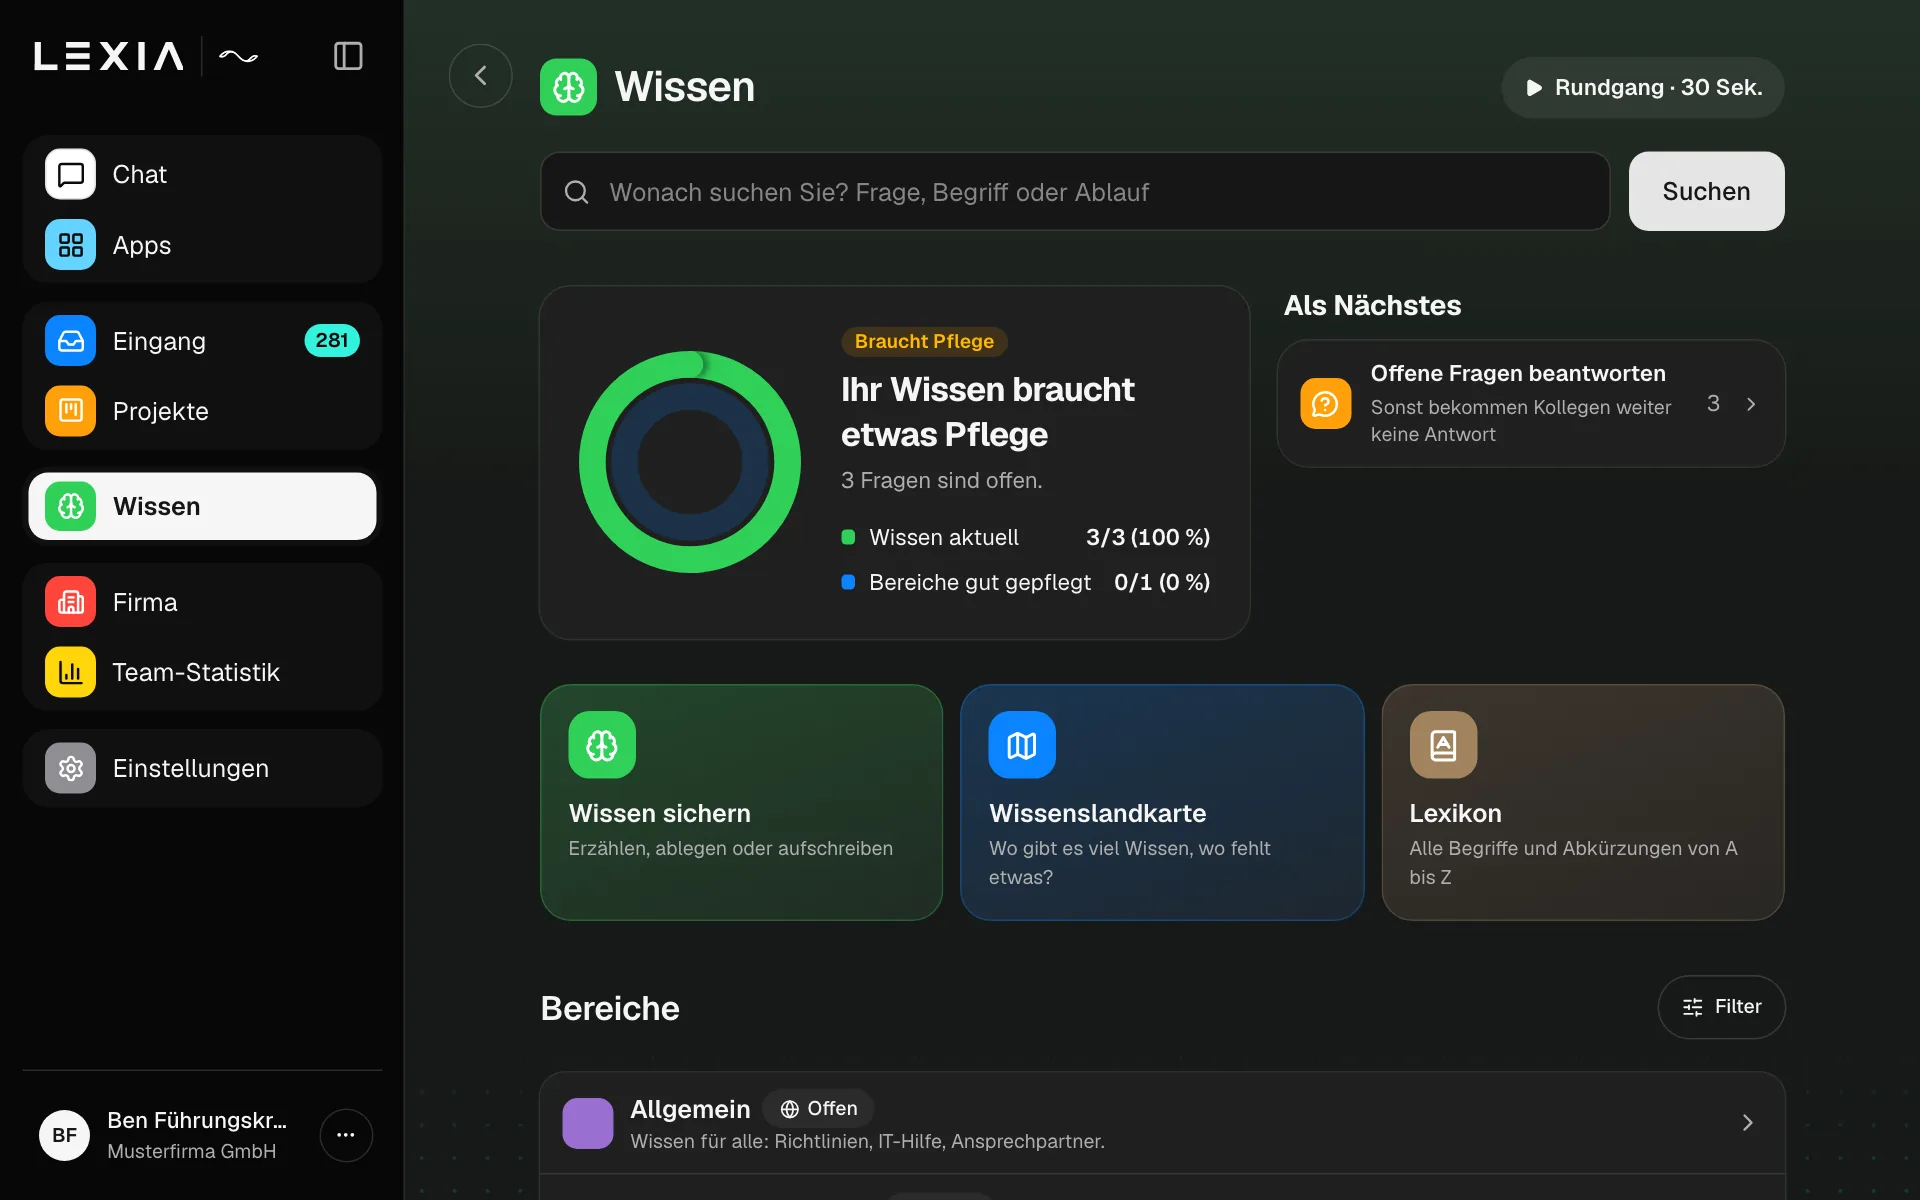 LEXIA
Chat
Apps
Eingang 281
Projekte
Wissen
Firma
Team-Statistik
Einstellungen
BF
Ben Führungskr...
Musterfirma GmbH
Wissen
Rundgang · 30 Sek.
Wonach suchen Sie? Frage, Begriff oder Ablauf
Suchen
Braucht Pflege
Ihr Wissen braucht
etwas Pflege
3 Fragen sind offen.
Wissen aktuell 3/3 (100 %)
Bereiche gut gepflegt 0/1 (0 %)
Als Nächstes
Offene Fragen beantworten
Sonst bekommen Kollegen weiter
keine Antwort
3
Wissen sichern
Erzählen, ablegen oder aufschreiben
Wissenslandkarte
Wo gibt es viel Wissen, wo fehlt
etwas?
Lexikon
Alle Begriffe und Abkürzungen von A
bis Z
Bereiche
Filter
Allgemein Offen
Wissen für alle: Richtlinien, IT-Hilfe, Ansprechpartner.